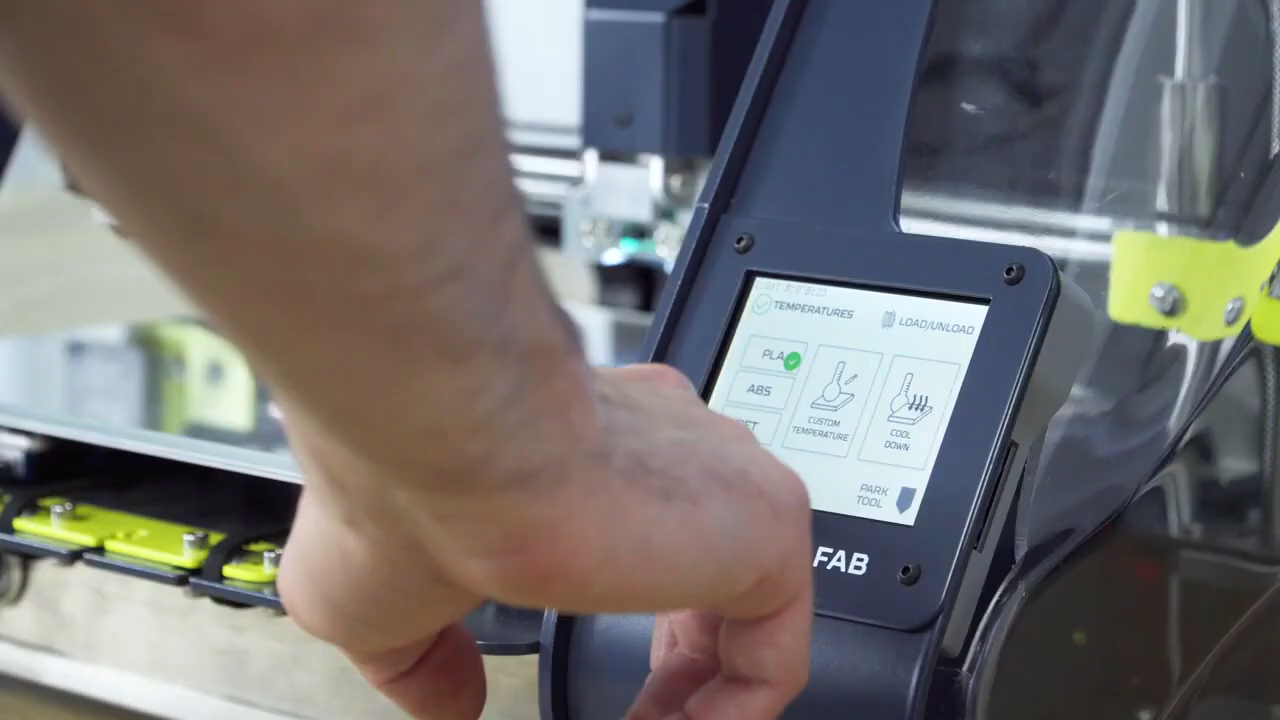 TEMPERATURES
LOAD/UNLOAD
PLA
ABS
CUSTOM
TEMPERATURE
COOL
DOWN
PARK
TOOL
FAB